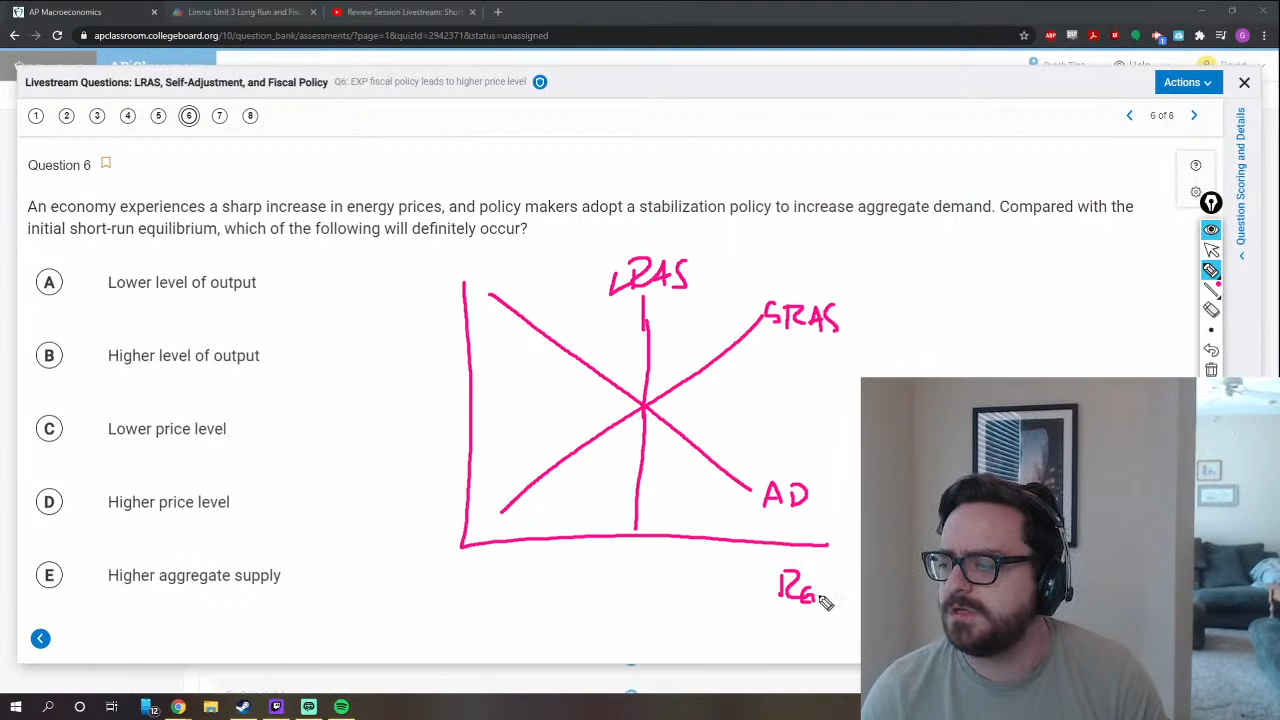 AP Macroeconomics
Limnu: Unit 3 Long Run and Fisc
Review Session Livestream: Short
apclassroom.collegeboard.org/10/question_bank/assessments/?page=1&quizId=2942371&status=unassigned
Livestream Questions: LRAS, Self-Adjustment, and Fiscal Policy
Q6: EXP fiscal policy leads to higher price level
Actions
1 2 3 4 5 6 7 8
6 of 8
Question 6
Question Scoring and Details
An economy experiences a sharp increase in energy prices, and policy makers adopt a stabilization policy to increase aggregate demand. Compared with the
initial short-run equilibrium, which of the following will definitely occur?
A Lower level of output
B Higher level of output
C Lower price level
D Higher price level
E Higher aggregate supply
LRAS
SRAS
AD
RG